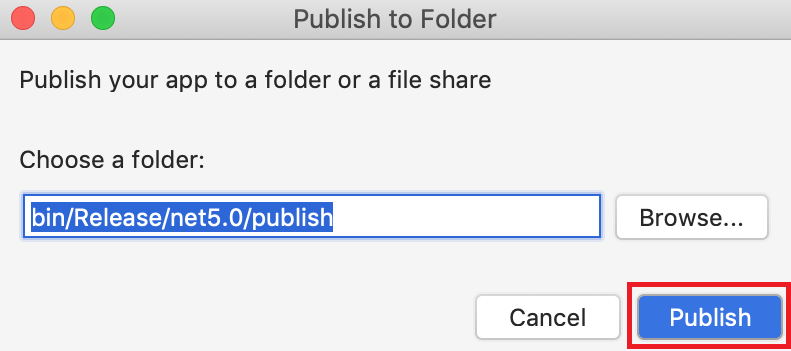 Publish to Folder
Publish your app to a folder or a file share
Choose a folder:
bin/Release/net5.0/publish
Browse...
Cancel
Publish